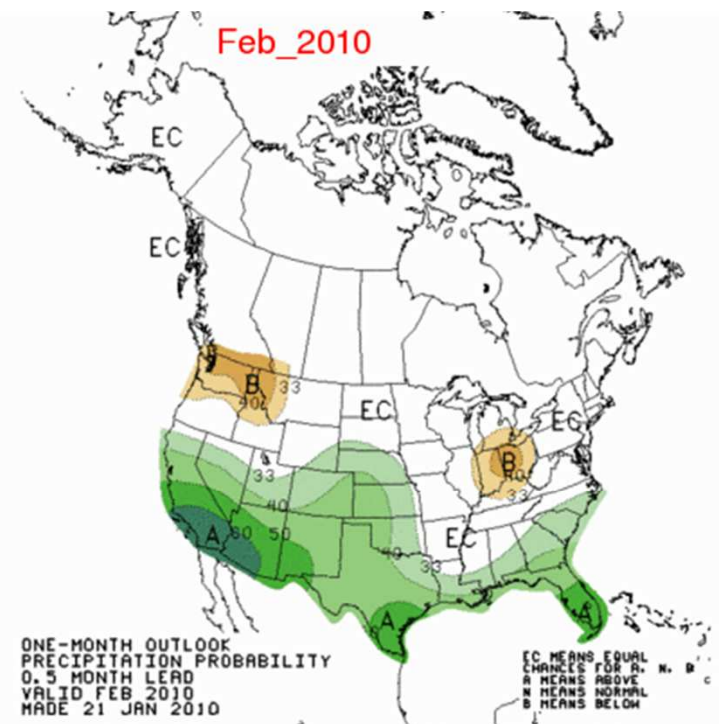 Feb_2010
EC
EC
B
33
40
EC
EC
B
40
33
33
40
A
60
50
EC
40
33
A
A
ONE-MONTH OUTLOOK
PRECIPITATION PROBABILITY
0.5 MONTH LEAD
VALID FEB 2010
MADE 21 JAN 2010
EC MEANS EQUAL
CHANCES FOR A, N, B
A MEANS ABOVE
N MEANS NORMAL
B MEANS BELOW